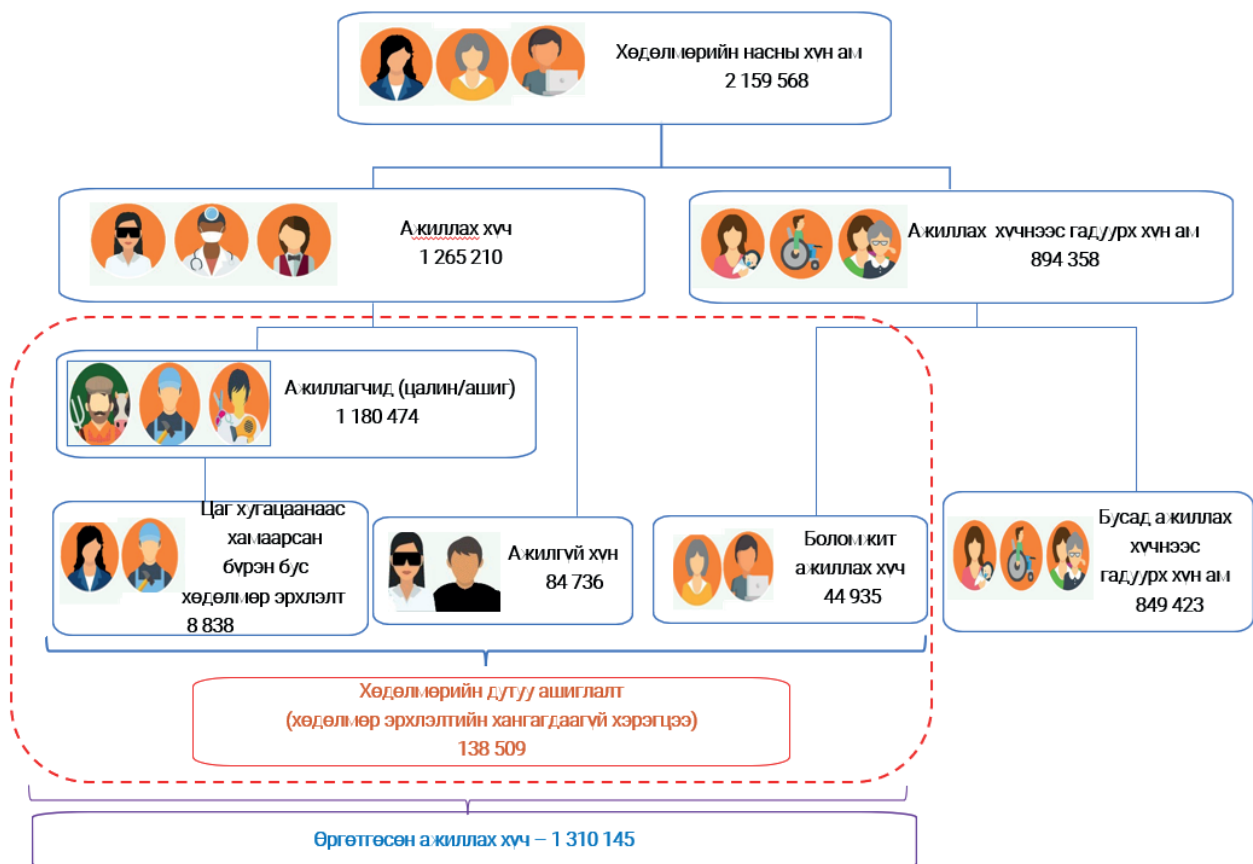 Хөдөлмөрийн насны хүн ам
2 159 568
Ажиллах хүч
1 265 210
Ажиллах хүчнээс гадуурх хүн ам
894 358
Ажиллагчид (цалин/ашиг)
1 180 474
Цаг хугацаанаас
хамаарсан
бүрэн бус
хөдөлмөр эрхлэлт
8 838
Ажилгүй хүн
84 736
Боломжит
ажиллах хүч
44 935
Бусад ажиллах
хүчнээс
гадуурх хүн ам
849 423
Хөдөлмөрийн дутуу ашиглалт
(хөдөлмөр эрхлэлтийн хангагдаагүй хэрэгцээ)
138 509
Өргөтгөсөн ажиллах хүч – 1 310 145